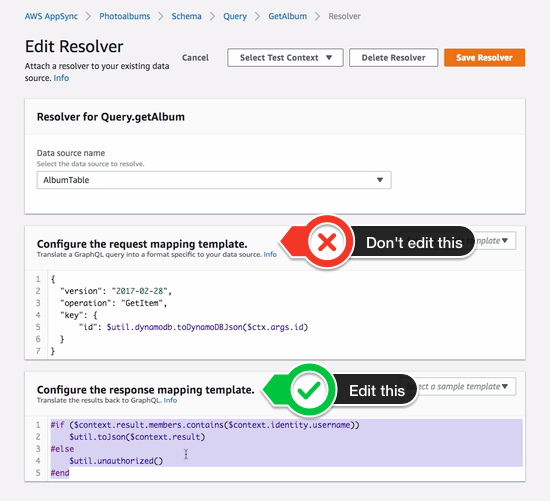 AWS AppSync > Photoalbums > Schema > Query > GetAlbum > Resolver
Edit Resolver
Attach a resolver to your existing data
source. Info
Cancel
Select Test Context
Delete Resolver
Save Resolver
Resolver for Query.getAlbum
Data source name
Select the data source to resolve.
AlbumTable
Configure the request mapping template.
Translate a GraphQL query into a format specific to your data source. Info
Don't edit this
template
1 {
2 "version": "2017-02-28",
3 "operation": "GetItem",
4 "key": {
5 "id": $util.dynamodb.toDynamoDBJson($ctx.args.id)
6 }
7 }
Configure the response mapping template.
Translate the results back to GraphQL. Info
Edit this
Select a sample template
1 #if ($context.result.members.contains($context.identity.username))
2 $util.toJson($context.result)
3 #else
4 $util.unauthorized()
5 #end